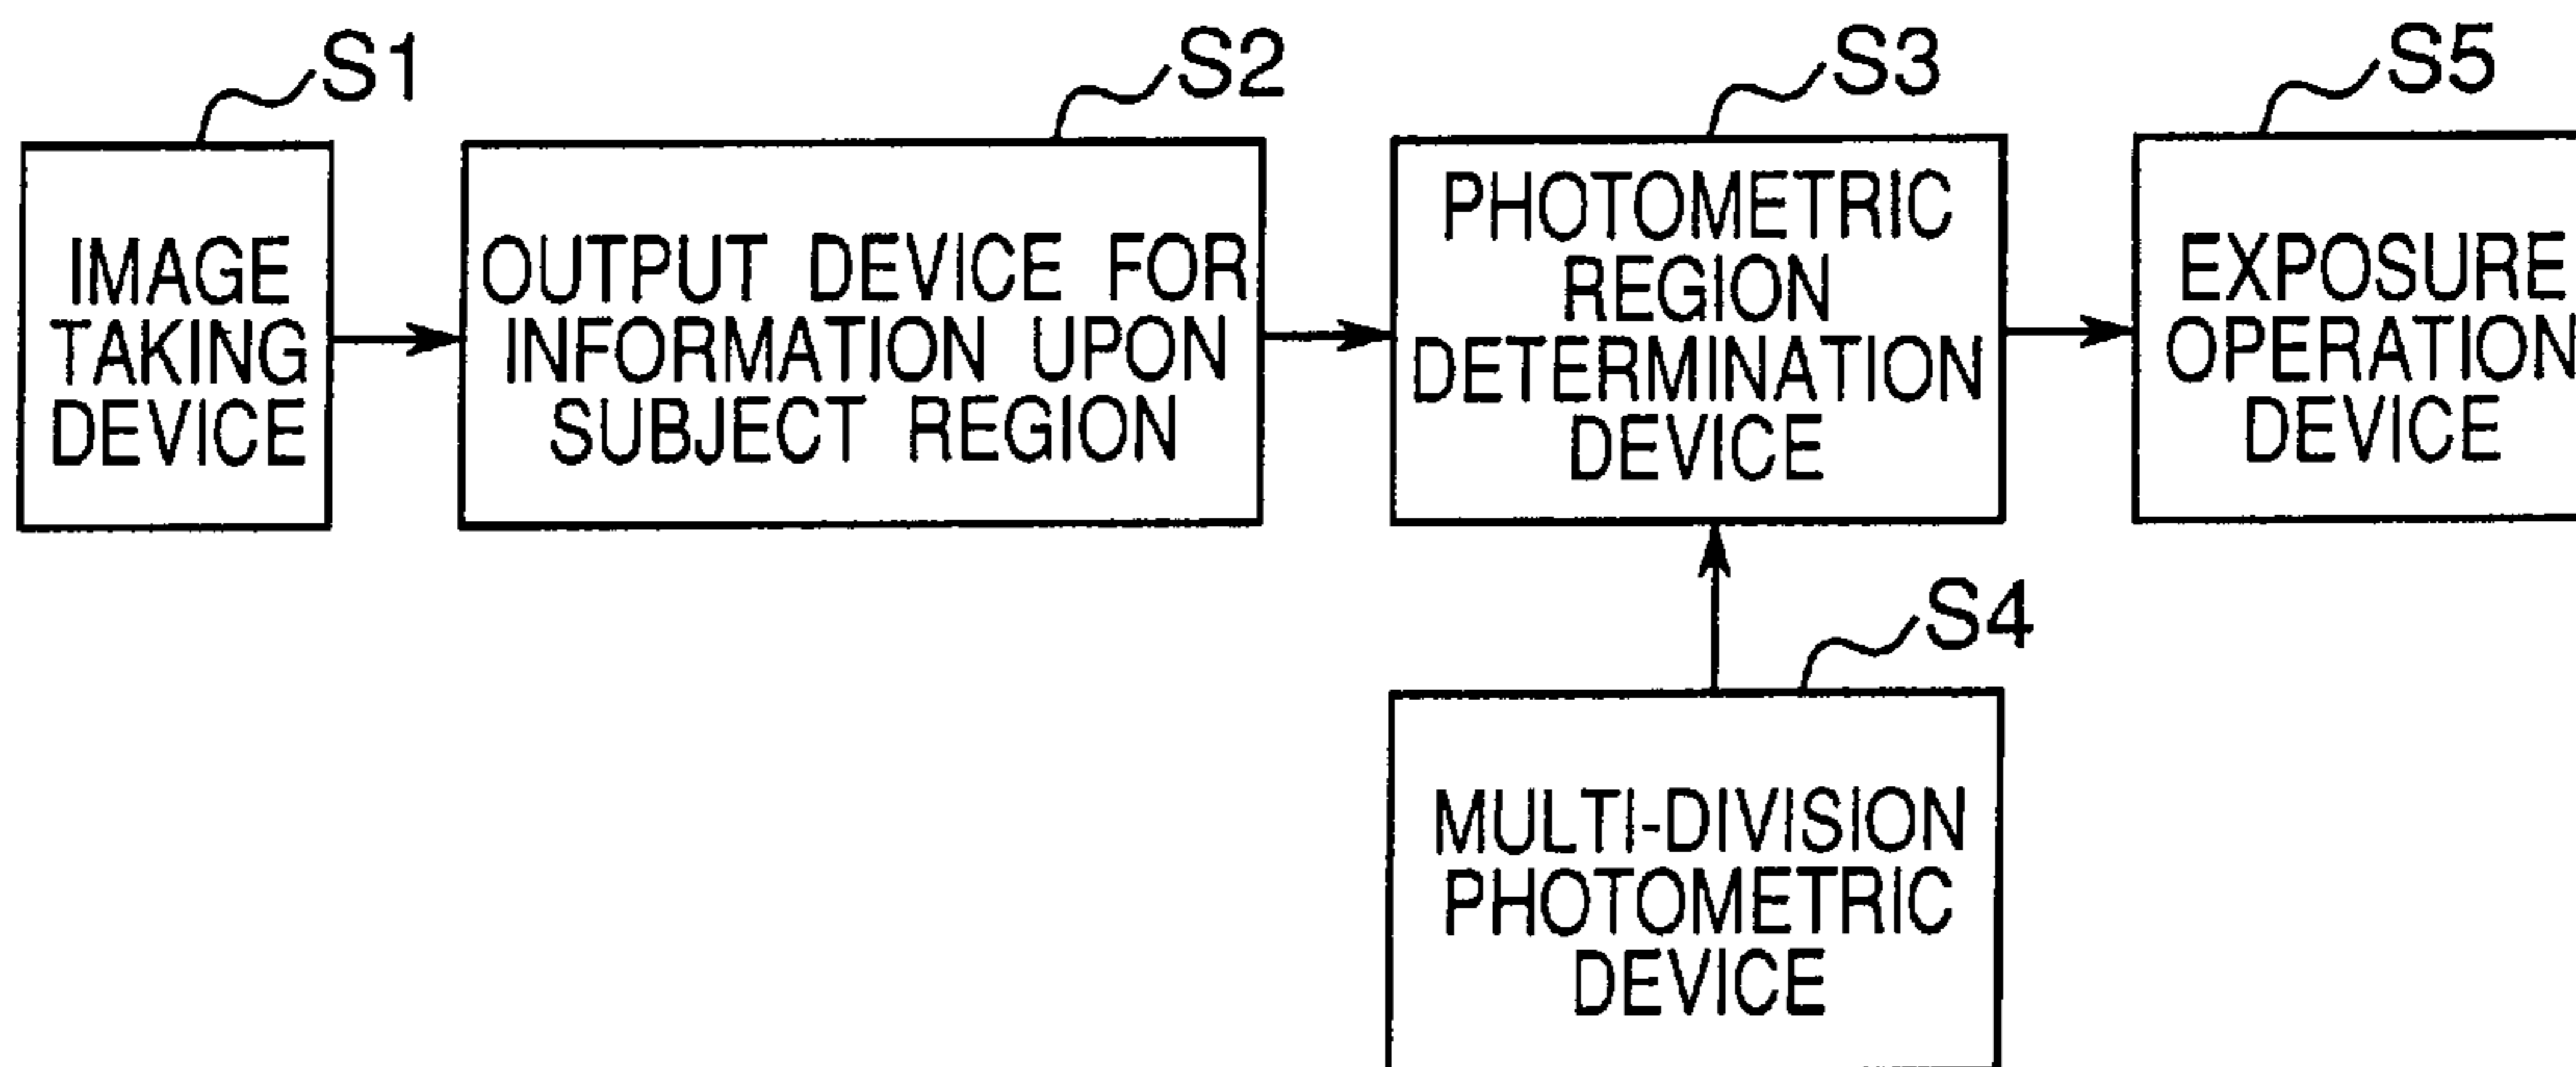 S1
S2
S3
S5
IMAGE
TAKING
DEVICE
OUTPUT DEVICE FOR
INFORMATION UPON
SUBJECT REGION
PHOTOMETRIC
REGION
DETERMINATION
DEVICE
EXPOSURE
OPERATION
DEVICE
S4
MULTI-DIVISION
PHOTOMETRIC
DEVICE